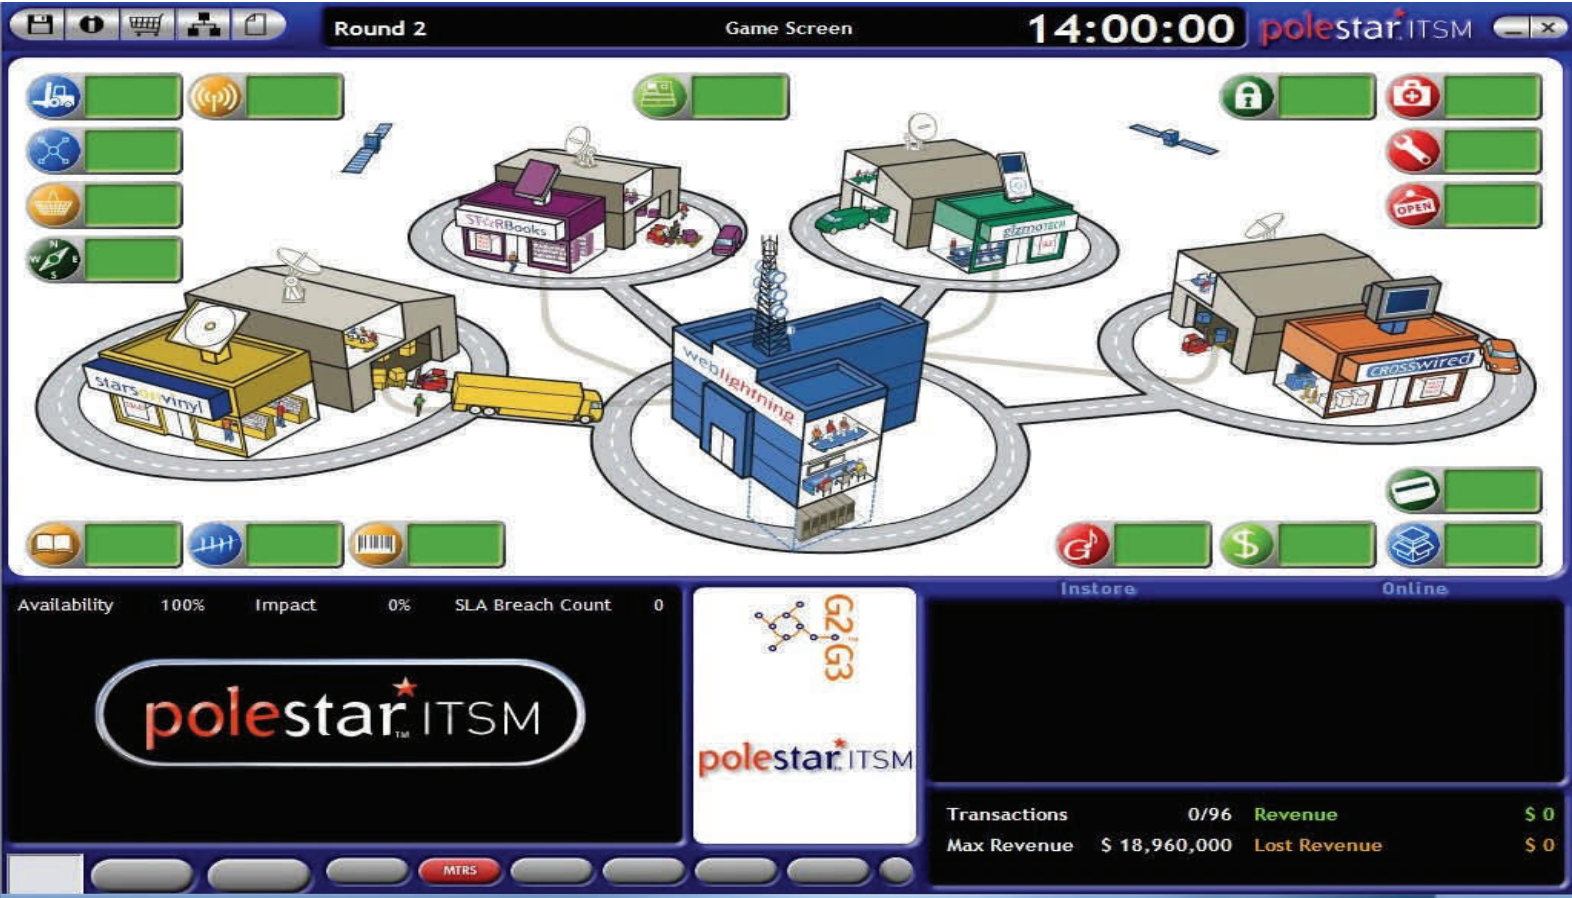 Round 2
Game Screen
14:00:00
polestar ITSM
OPEN
N
W E
S
STARBooks
gizmoTECH
starsonvinyl
weblightning
CROSSWired
Instore
Online
Availability 100% Impact 0% SLA Breach Count 0
polestar™ ITSM
G2™G3
polestar ITSM
Transactions 0/96 Revenue $ 0
Max Revenue $ 18,960,000 Lost Revenue $ 0
MTRS